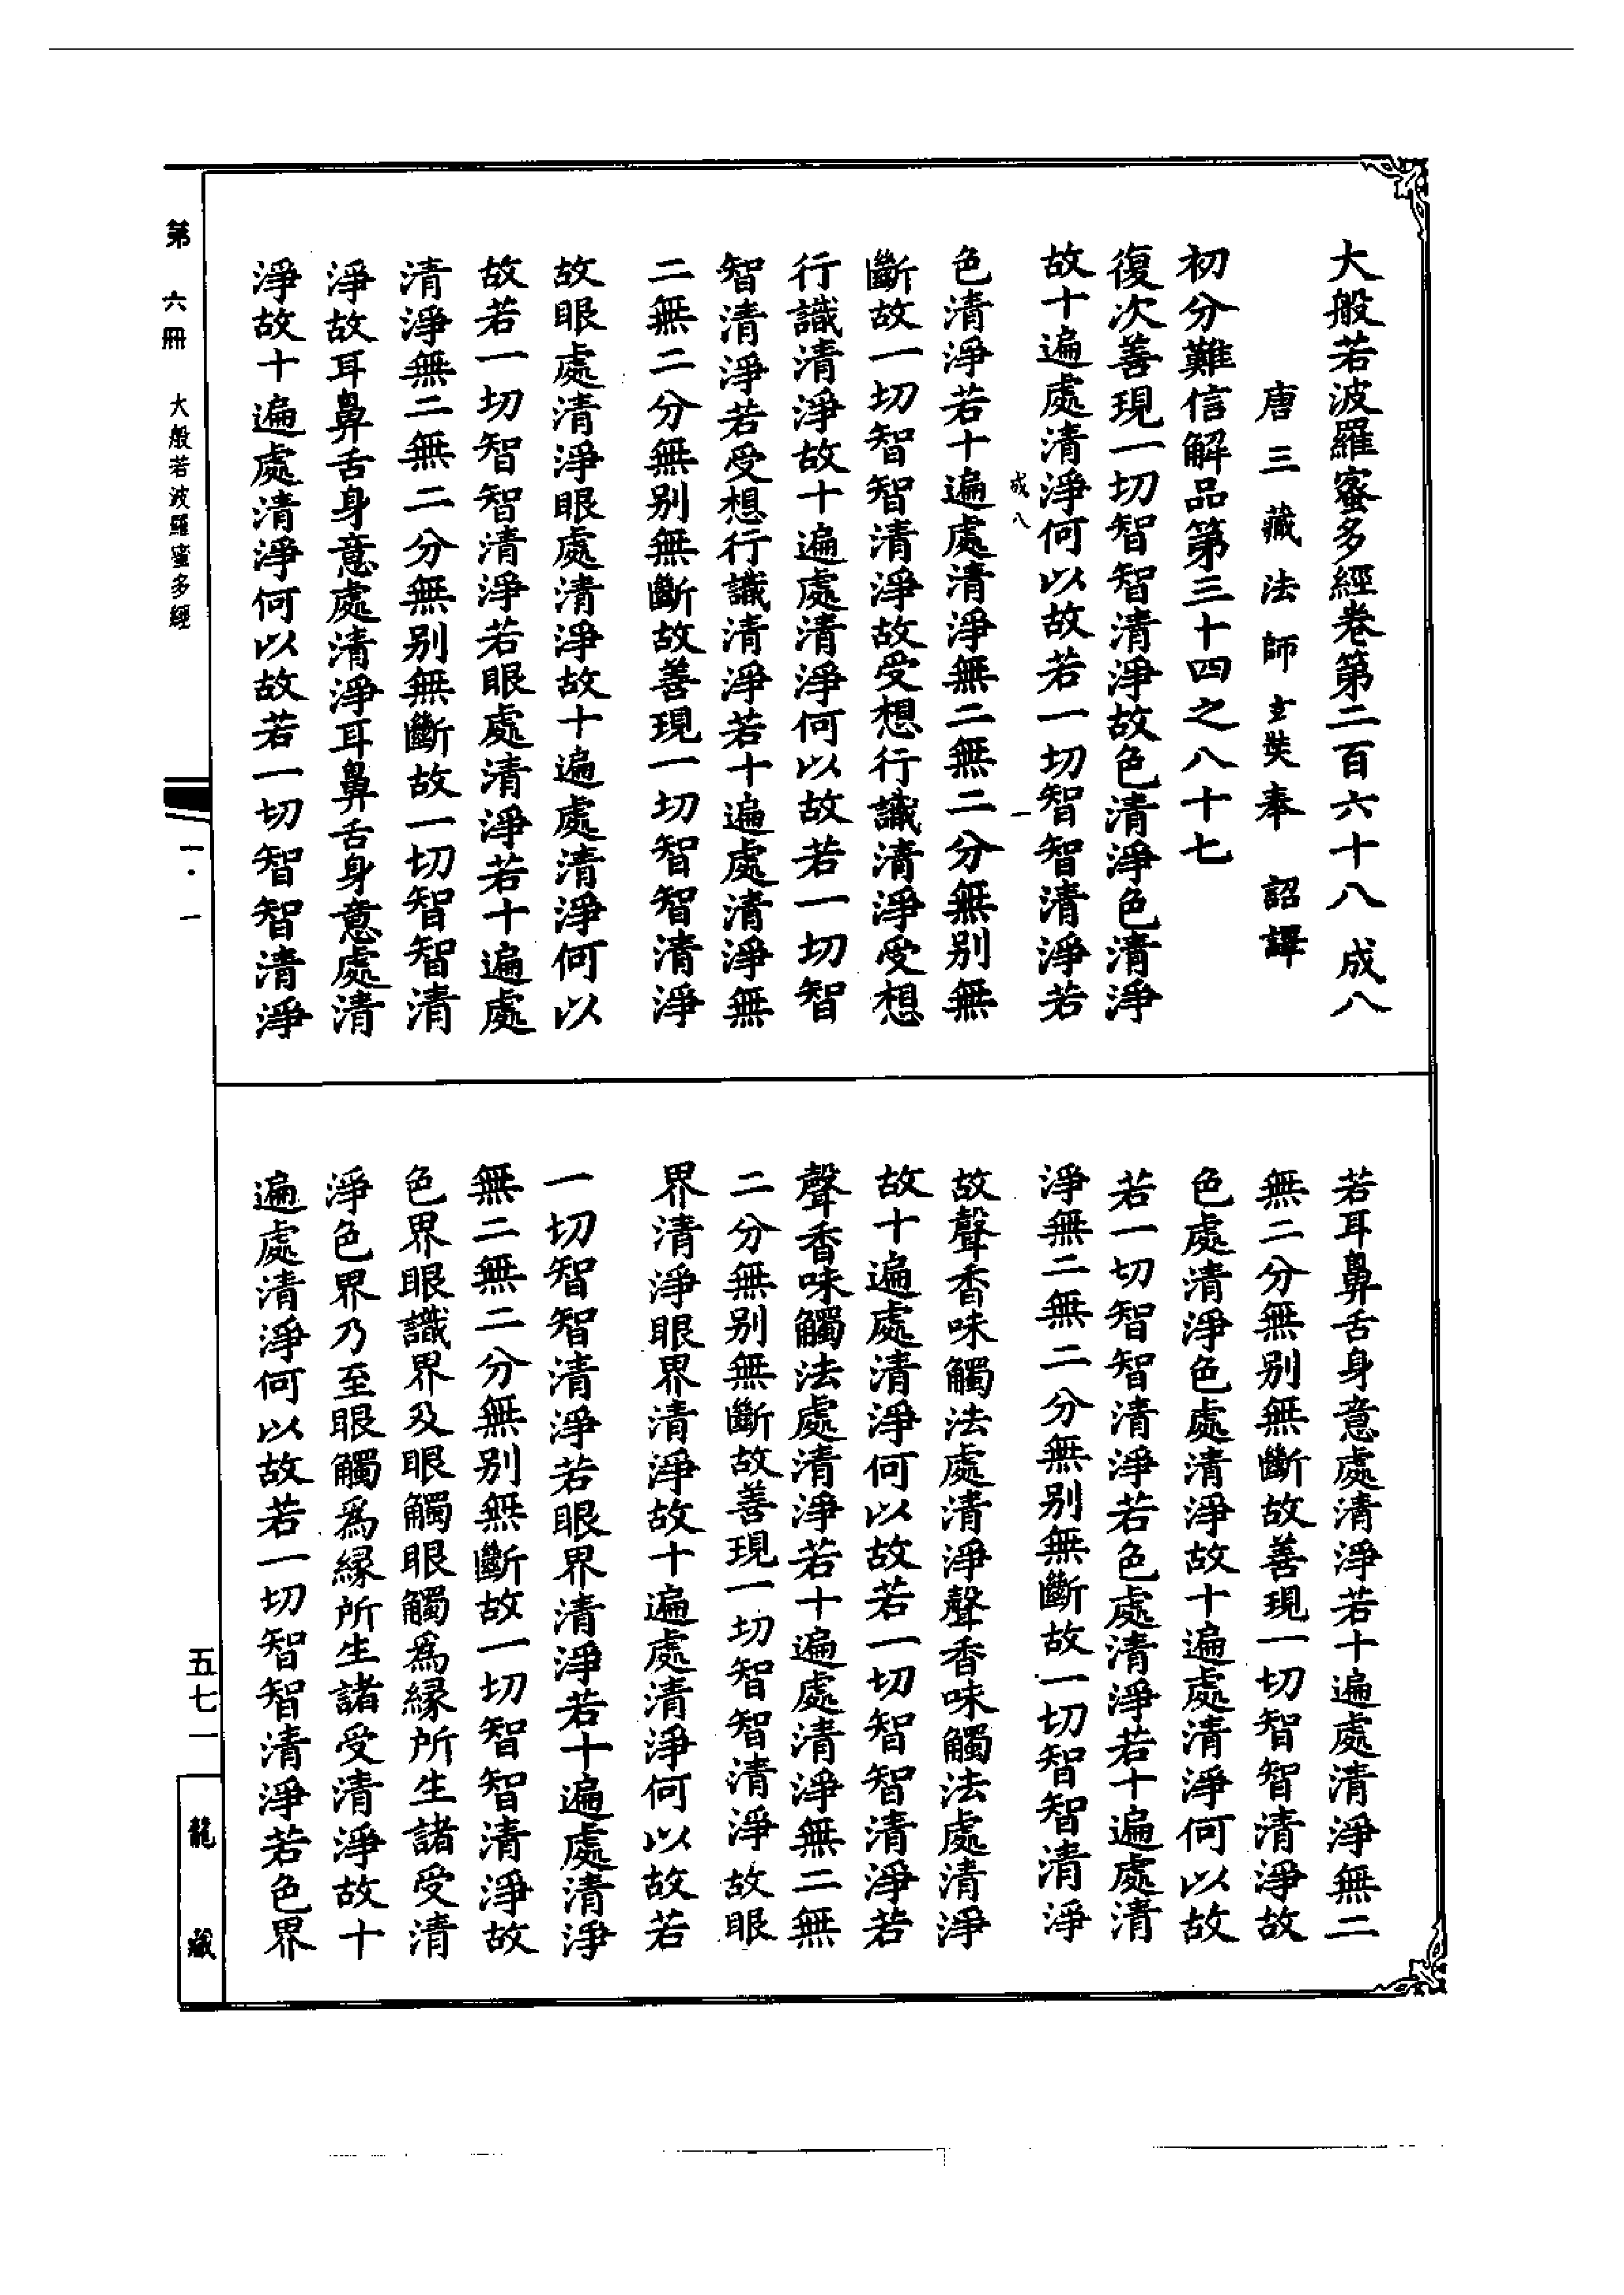 大般若波羅蜜多經卷第二百六十八 成八
唐三藏法師玄奘奉 詔譯
初分難信解品第三十四之八十七
復次善現一切智智清淨故色清淨色清淨
故十遍處清淨何以故若一切智智清淨若
成八 一
色清淨若十遍處清淨無二無二分無別無
斷故一切智智清淨故受想行識清淨受想
行識清淨故十遍處清淨何以故若一切智
智清淨若受想行識清淨若十遍處清淨無
二無二分無別無斷故善現一切智智清淨
故眼處清淨眼處清淨故十遍處清淨何以
故若一切智智清淨若眼處清淨若十遍處
清淨無二無二分無別無斷故一切智智清
淨故耳鼻舌身意處清淨耳鼻舌身意處清
淨故十遍處清淨何以故若一切智智清淨
若耳鼻舌身意處清淨若十遍處清淨無二
無二分無別無斷故善現一切智智清淨故
色處清淨色處清淨故十遍處清淨何以故
若一切智智清淨若色處清淨若十遍處清
淨無二無二分無別無斷故一切智智清淨
故聲香味觸法處清淨聲香味觸法處清淨
故十遍處清淨何以故若一切智智清淨若
聲香味觸法處清淨若十遍處清淨無二無
二分無別無斷故善現一切智智清淨故眼
界清淨眼界清淨故十遍處清淨何以故若
一切智智清淨若眼界清淨若十遍處清淨
無二無二分無別無斷故一切智智清淨故
色界眼識界及眼觸眼觸為緣所生諸受清
淨色界乃至眼觸為緣所生諸受清淨故十
遍處清淨何以故若一切智智清淨若色界
第六冊 大般若波羅蜜多經
一·一
五七一
龍藏